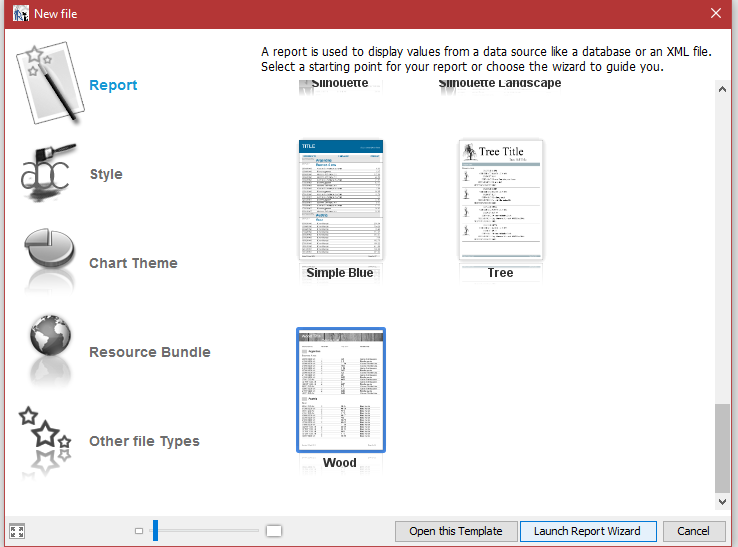 New file
A report is used to display values from a data source like a database or an XML file.
Select a starting point for your report or choose the wizard to guide you.
Report
Silhouette
Silhouette Landscape
Style
TITLE
Tree Title
Simple Blue
Tree
Chart Theme
Resource Bundle
Other file Types
Wood
Open this Template
Launch Report Wizard
Cancel